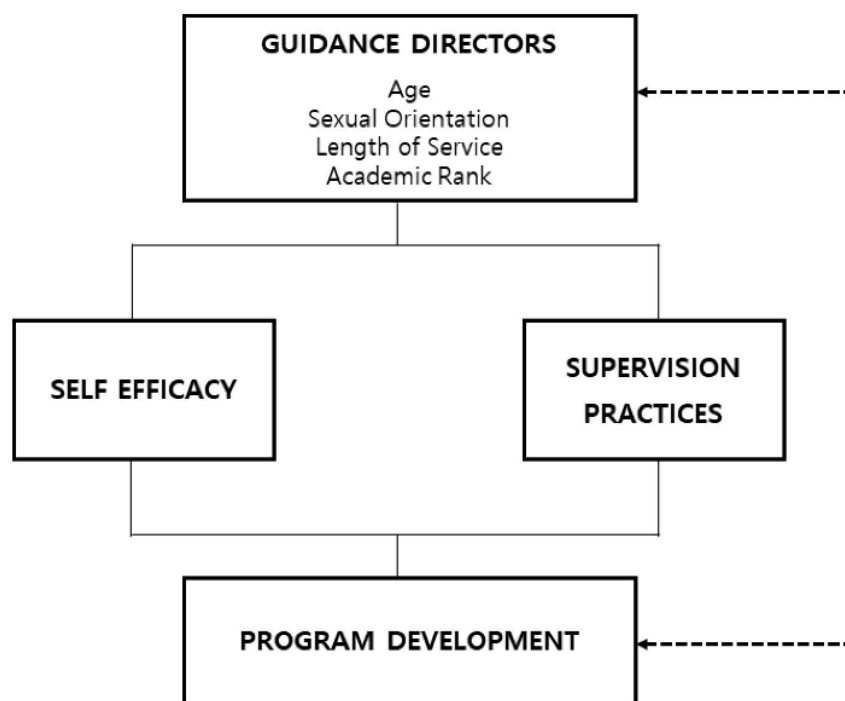 GUIDANCE DIRECTORS
Age
Sexual Orientation
Length of Service
Academic Rank
SELF EFFICACY
SUPERVISION
PRACTICES
PROGRAM DEVELOPMENT